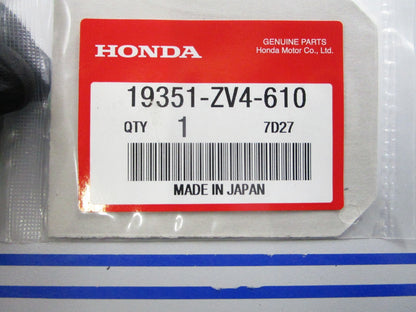 HONDA
GENUINE PARTS
Honda Motor Co., Ltd.
19351-ZV4-610
QTY 1 7D27
MADE IN JAPAN